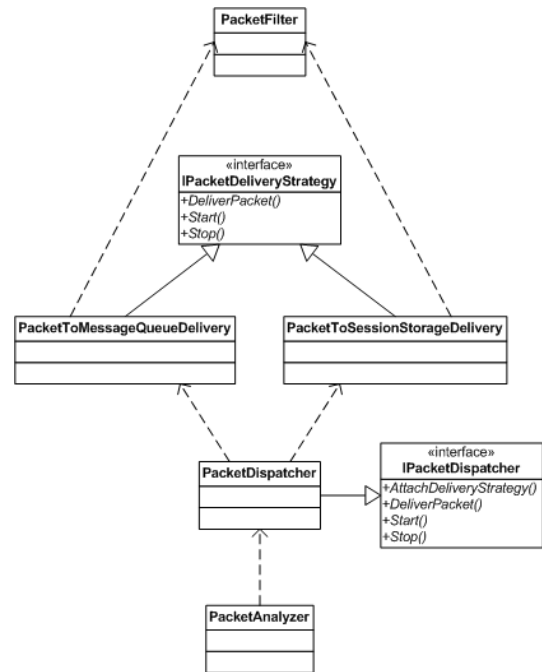 PacketFilter
«interface»
IPacketDeliveryStrategy
+DeliverPacket()
+Start()
+Stop()
PacketToMessageQueueDelivery
PacketToSessionStorageDelivery
PacketDispatcher
«interface»
IPacketDispatcher
+AttachDeliveryStrategy()
+DeliverPacket()
+Start()
+Stop()
PacketAnalyzer